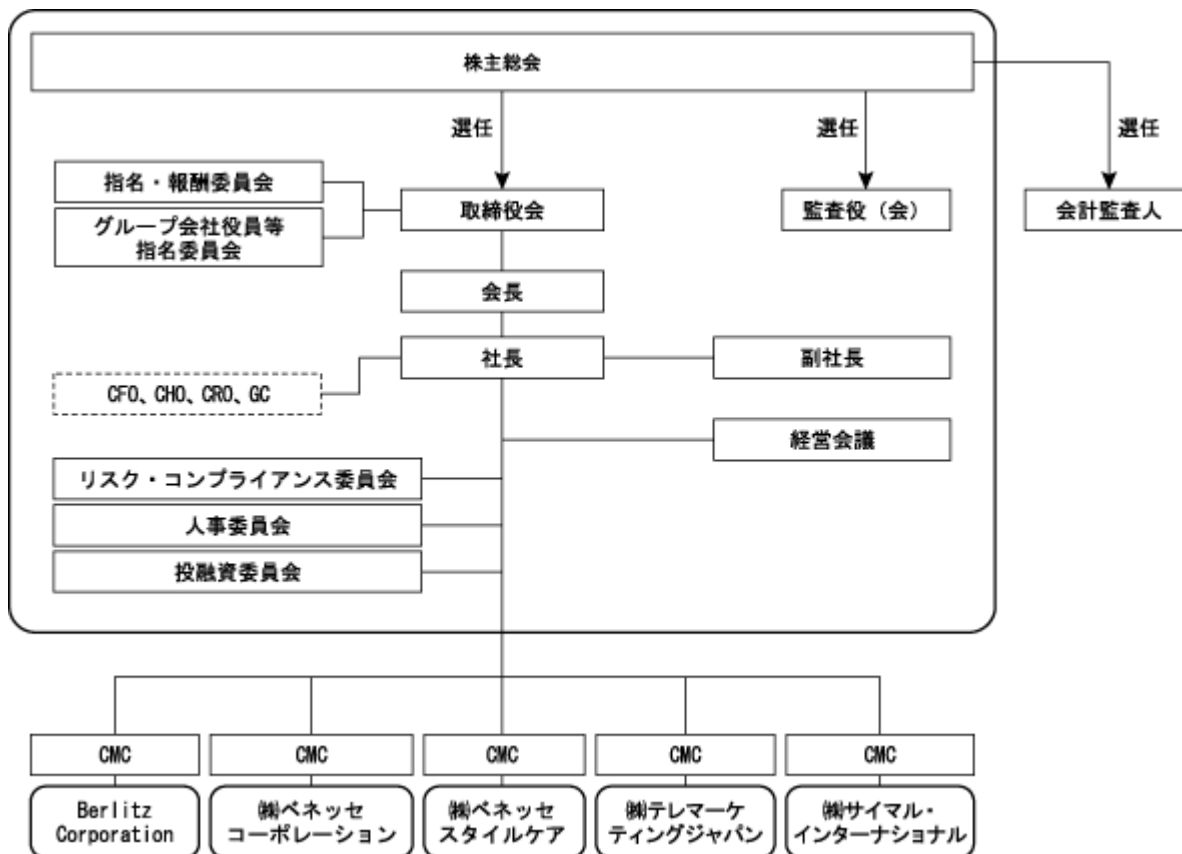 株主総会
選任
選任
選任
指名・報酬委員会
グループ会社役員等
指名委員会
取締役会
監査役（会）
会計監査人
会長
社長
副社長
CFO、CHO、CRO、GC
経営会議
リスク・コンプライアンス委員会
人事委員会
投融資委員会
CMC
CMC
CMC
CMC
CMC
Berlitz
Corporation
㈱ベネッセ
コーポレーション
㈱ベネッセ
スタイルケア
㈱テレマーケ
ティングジャパン
㈱サイマル・
インターナショナル